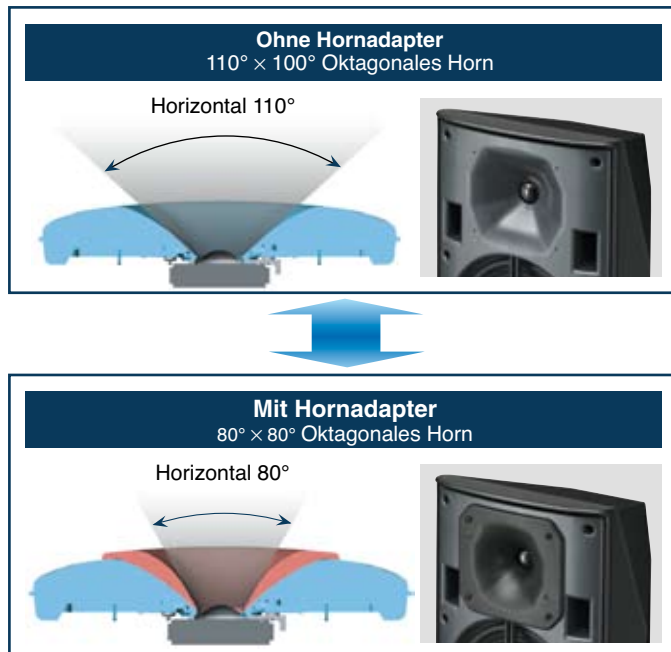 Ohne Hornadapter
110° × 100° Oktagonales Horn
Horizontal 110°
Mit Hornadapter
80° × 80° Oktagonales Horn
Horizontal 80°